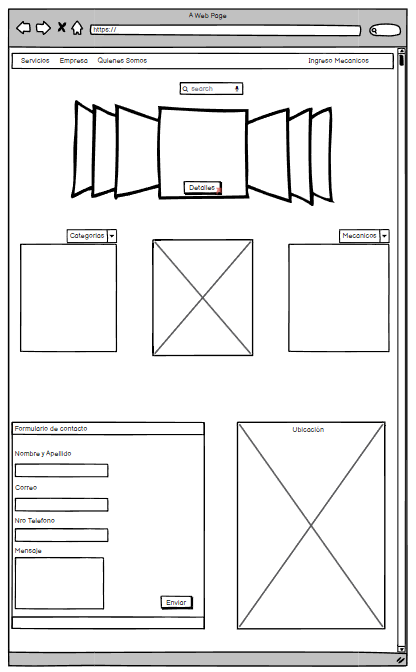 A Web Page
https://
Servicios Empresa Quienes Somos Ingreso Mecanicos
search
Detalles
Categorias Mecanicos
Formulario de contacto
Ubicación
Nombre y Apellido
Correo
Nro Telefono
Mensaje
Enviar